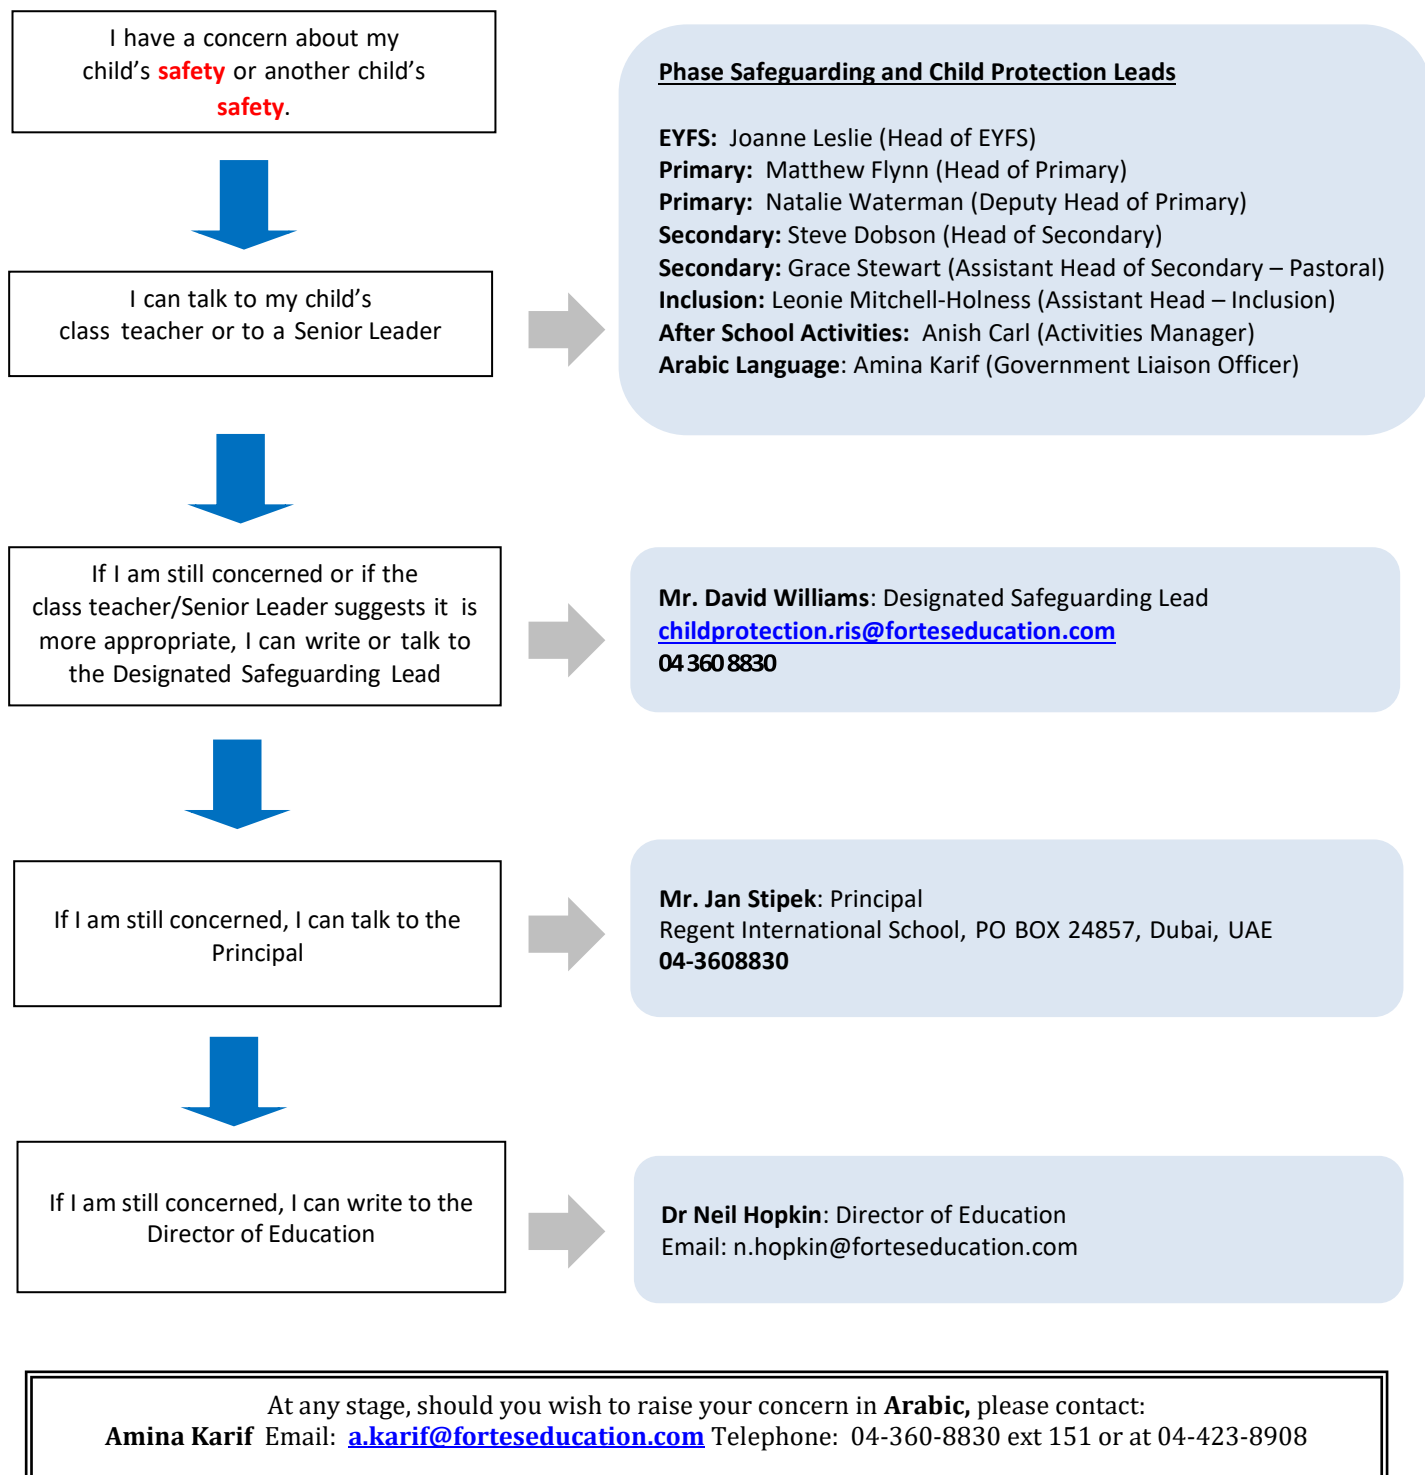 I have a concern about my
child’s safety or another child’s
safety.
Phase Safeguarding and Child Protection Leads
EYFS: Joanne Leslie (Head of EYFS)
Primary: Matthew Flynn (Head of Primary)
Primary: Natalie Waterman (Deputy Head of Primary)
Secondary: Steve Dobson (Head of Secondary)
Secondary: Grace Stewart (Assistant Head of Secondary – Pastoral)
Inclusion: Leonie Mitchell-Holness (Assistant Head – Inclusion)
After School Activities: Anish Carl (Activities Manager)
Arabic Language: Amina Karif (Government Liaison Officer)
I can talk to my child’s
class teacher or to a Senior Leader
If I am still concerned or if the
class teacher/Senior Leader suggests it is
more appropriate, I can write or talk to
the Designated Safeguarding Lead
Mr. David Williams: Designated Safeguarding Lead
childprotection.ris@forteseducation.com
04 360 8830
If I am still concerned, I can talk to the
Principal
Mr. Jan Stipek: Principal
Regent International School, PO BOX 24857, Dubai, UAE
04-3608830
If I am still concerned, I can write to the
Director of Education
Dr Neil Hopkin: Director of Education
Email: n.hopkin@forteseducation.com
At any stage, should you wish to raise your concern in Arabic, please contact:
Amina Karif Email: a.karif@forteseducation.com Telephone: 04-360-8830 ext 151 or at 04-423-8908